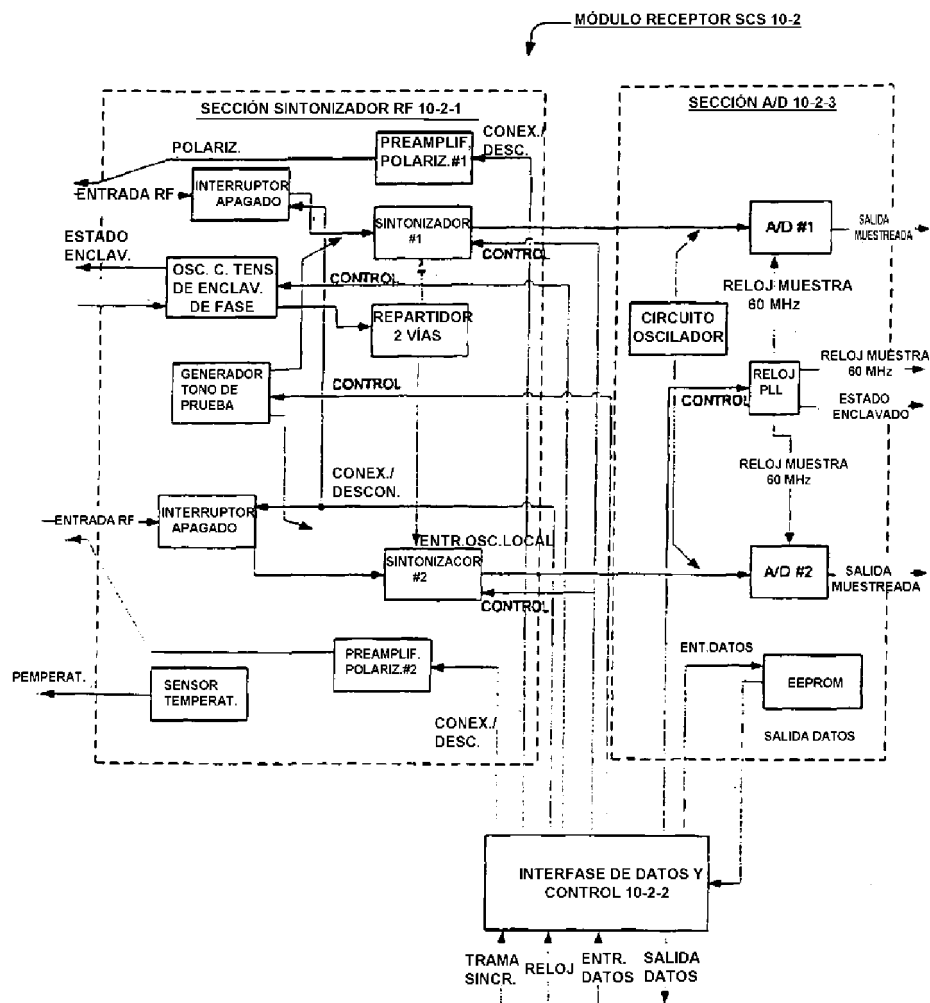 MÓDULO RECEPTOR SCS 10-2
SECCIÓN SINTONIZADOR RF 10-2-1
SECCIÓN A/D 10-2-3
POLARIZ.
PREAMPLIF.
POLARIZ.#1
CONEX./
DESC.
ENTRADA RF
INTERRUPTOR
APAGADO
SINTONIZADOR
#1
A/D #1
SALIDA
MUESTREADA
ESTADO
ENCLAV.
OSC. C. TENS
DE ENCLAV.
DE FASE
CONTROL
CONTROL
RELOJ MUESTRA
60 MHz
REPARTIDOR
2 VÍAS
CIRCUITO
OSCILADOR
GENERADOR
TONO DE
PRUEBA
CONTROL
CONTROL
RELOJ
PLL
RELOJ MUESTRA
60 MHz
ESTADO
ENCLAVADO
RELOJ MUESTRA
60 MHz
CONEX./
DESCON.
ENTRADA RF
INTERRUPTOR
APAGADO
ENTR.OSC.LOCAL
SINTONIZACOR
#2
CONTROL
A/D #2
SALIDA
MUESTREADA
PREAMPLIF.
POLARIZ.#2
PEMPERAT.
SENSOR
TEMPERAT.
CONEX./
DESC.
ENT.DATOS
EEPROM
SALIDA DATOS
INTERFASE DE DATOS Y
CONTROL 10-2-2
TRAMA
SINCR.
RELOJ
ENTR.
DATOS
SALIDA
DATOS